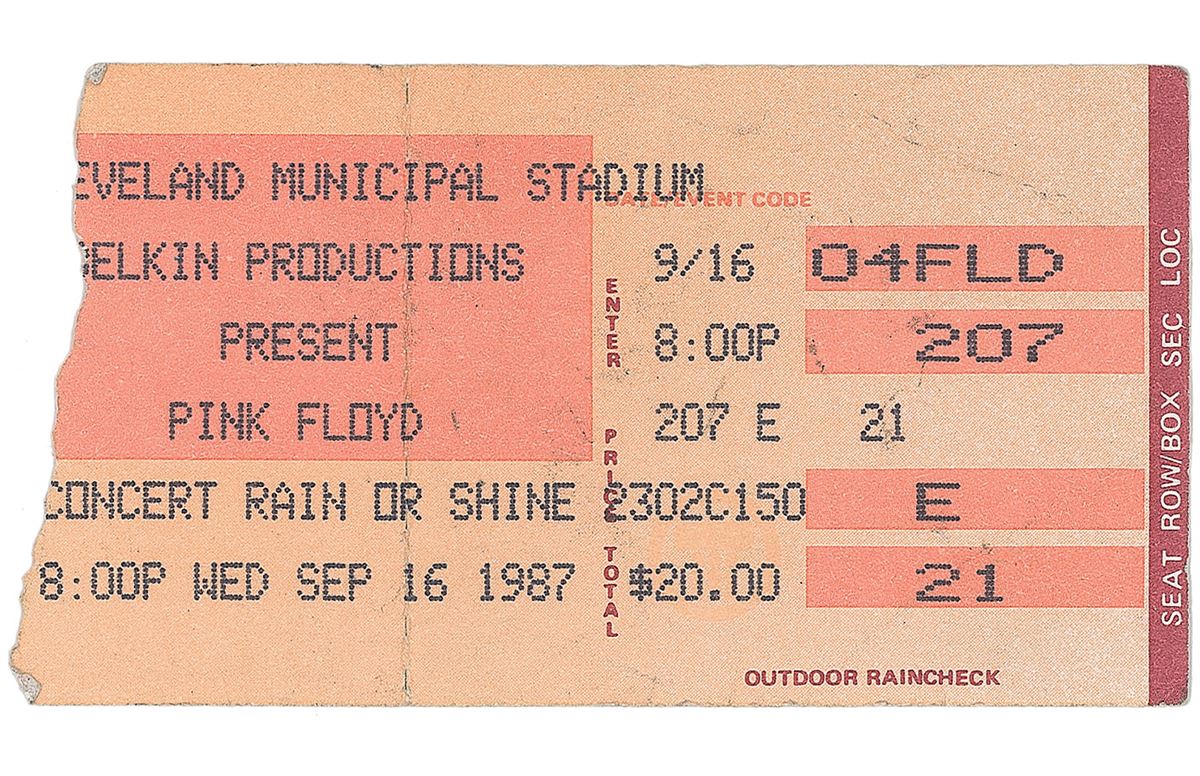 EVELAND MUNICIPAL STADIUM
ELKIN PRODUCTIONS
PRESENT
PINK FLOYD
CONCERT RAIN OR SHINE
8:00P WED SEP 16 1987
DATE/EVENT CODE
9/16
8:00P
207 E 21
2302C150
$20.00
ENTER
PRICE
TOTAL
04FLD
207
E
21
OUTDOOR RAINCHECK
SEAT ROW/BOX SEC LOC